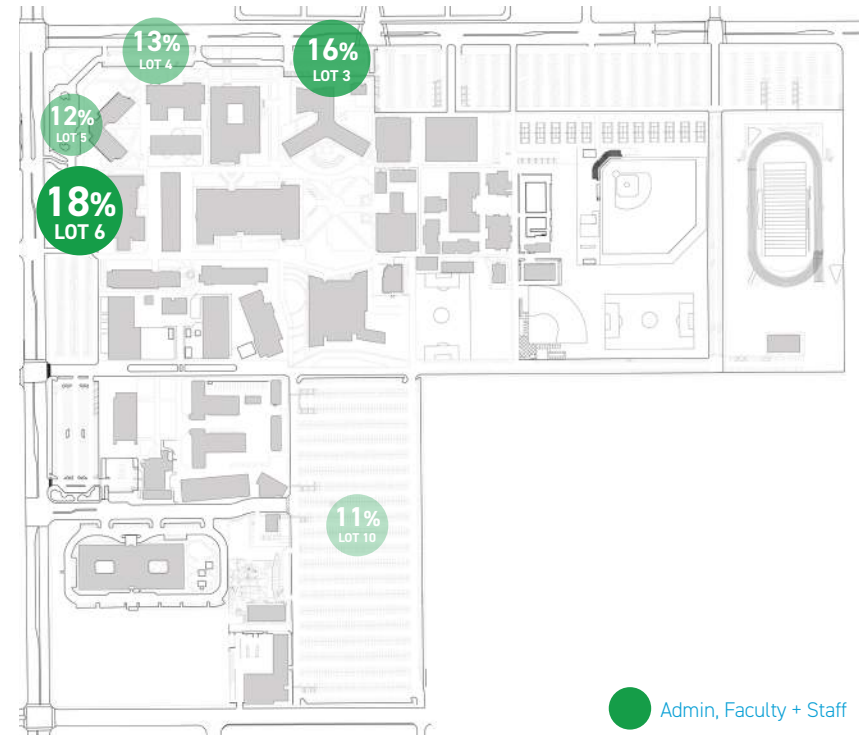 13%
LOT 4
16%
LOT 3
12%
LOT 5
18%
LOT 6
11%
LOT 10
Admin, Faculty + Staff